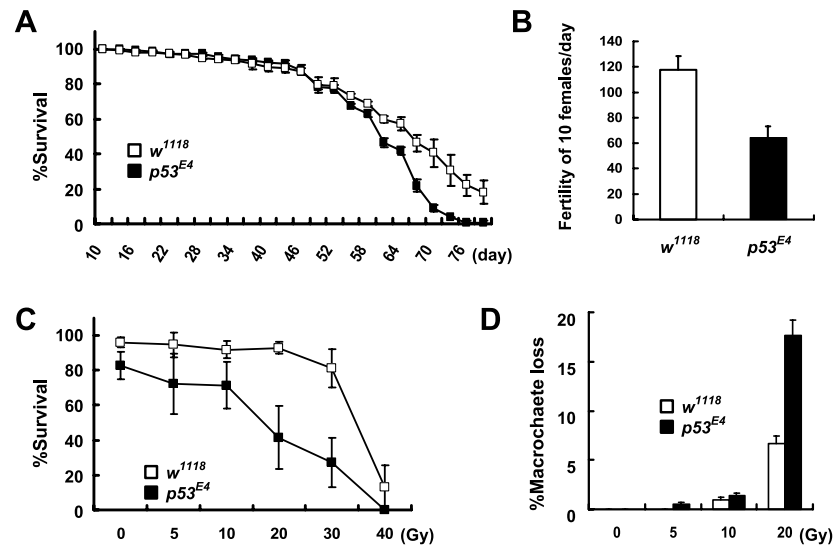 A
%Survival
100
80
60
40
20
0
w1118
p53E4
10 16 22 28 34 40 46 52 58 64 70 76 (day)
B
Fertility of 10 females/day
140
120
100
80
60
40
20
0
w1118 p53E4
C
%Survival
100
80
60
40
20
0
w1118
p53E4
0 5 10 20 30 40 (Gy)
D
%Macrochaete loss
20
15
10
5
0
w1118
p53E4
0 5 10 20 (Gy)